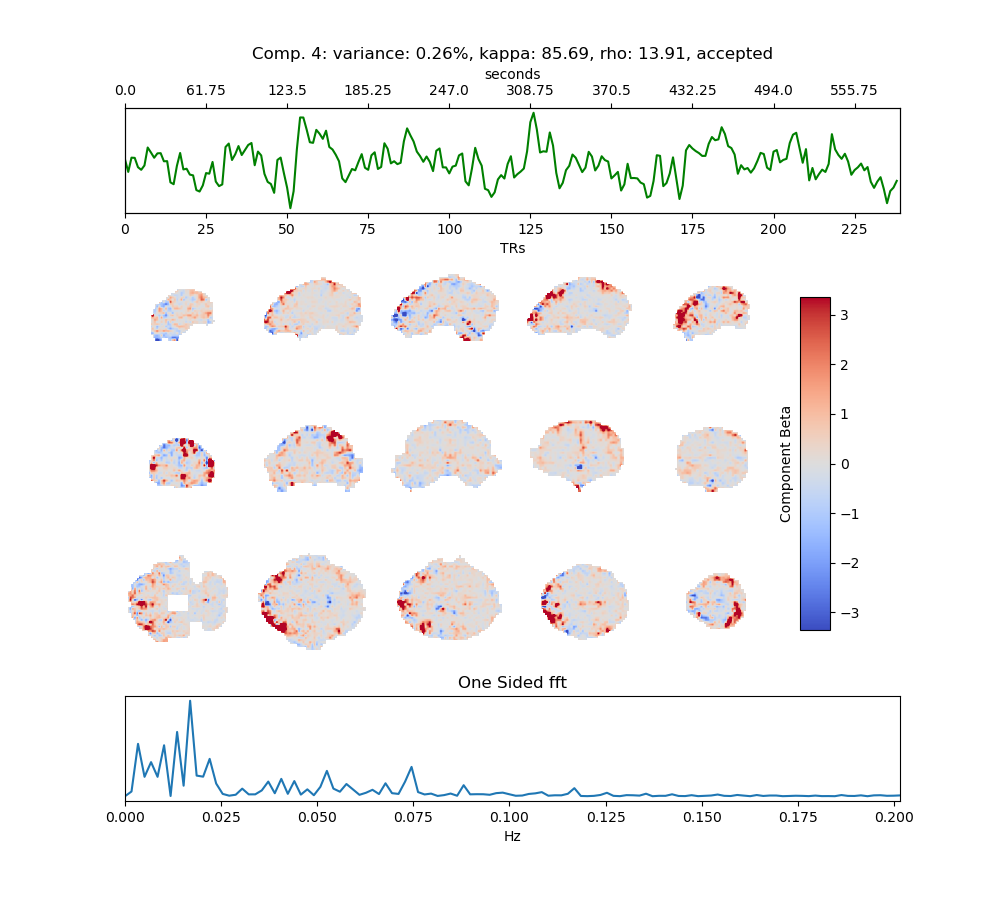 Comp. 4: variance: 0.26%, kappa: 85.69, rho: 13.91, accepted
seconds
0.0 61.75 123.5 185.25 247.0 308.75 370.5 432.25 494.0 555.75
0 25 50 75 100 125 150 175 200 225
TRs
3
2
1
0
−1
−2
−3
Component Beta
One Sided fft
0.000 0.025 0.050 0.075 0.100 0.125 0.150 0.175 0.200
Hz